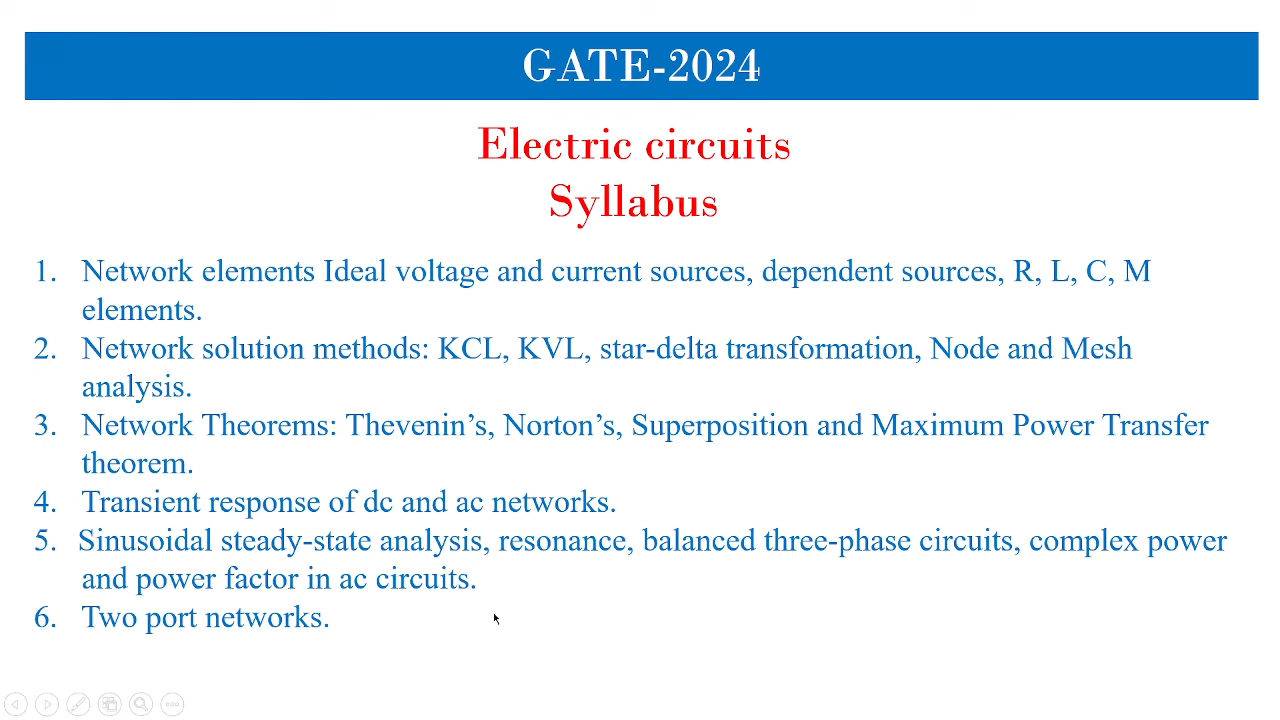 GATE-2024
Electric circuits
Syllabus
1. Network elements Ideal voltage and current sources, dependent sources, R, L, C, M
elements.
2. Network solution methods: KCL, KVL, star-delta transformation, Node and Mesh
analysis.
3. Network Theorems: Thevenin’s, Norton’s, Superposition and Maximum Power Transfer
theorem.
4. Transient response of dc and ac networks.
5. Sinusoidal steady-state analysis, resonance, balanced three-phase circuits, complex power
and power factor in ac circuits.
6. Two port networks.